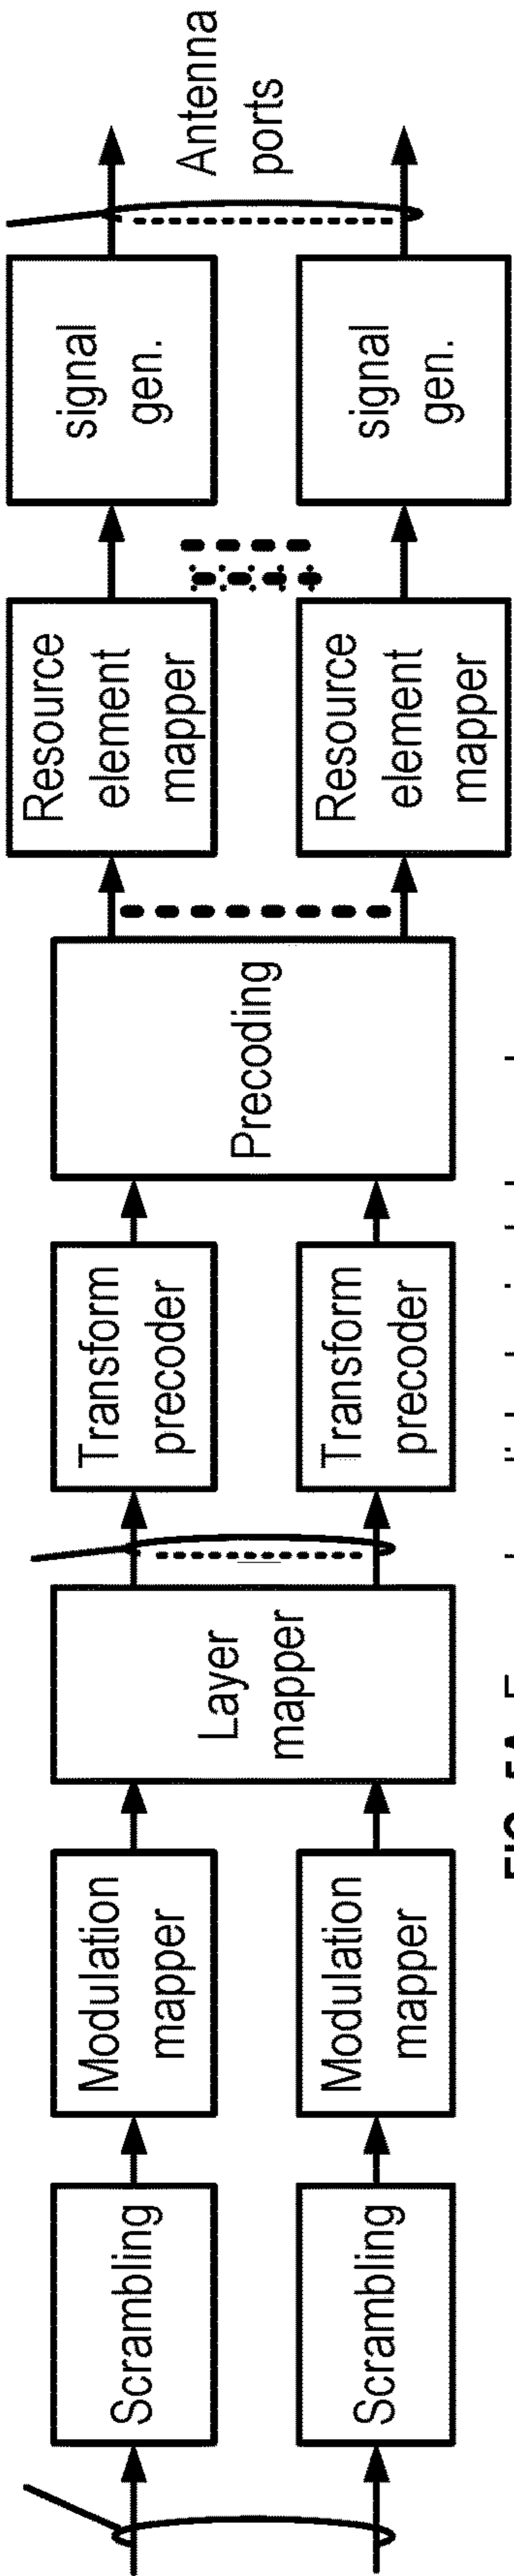 Scrambling
Modulation
mapper
Layer
mapper
Transform
precoder
Precoding
Resource
element
mapper
signal
gen.
Antenna
ports
Scrambling
Modulation
mapper
Transform
precoder
Resource
element
mapper
signal
gen.